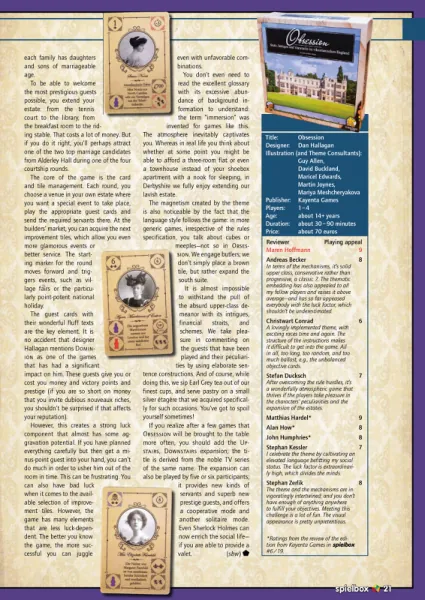 each family has daughters
and sons of marriageable
age.
To be able to welcome
the most prestigious guests
possible, you extend your
estate: from the tennis
court to the library, from
the breakfast room to the rid-
ing stable. That costs a lot of money. But
if you do it right, you'll perhaps attract
one of the two top marriage candidates
from Alderley Hall during one of the four
courtship rounds.
The core of the game is the card
and tile management. Each round, you
choose a venue in your own estate where
you want a special event to take place,
play the appropriate guest cards and
send the required servants there. At the
builders' market, you can acquire the next
improvement tiles, which allow you even
more glamorous events or
better service. The start-
ing marker for the round
moves forward and trig-
gers events, such as vil-
lage fairs or the particu-
larly point-potent national
holiday.
The guest cards with
their wonderful fluff texts
are the key element. It is
no accident that designer
Hallagan mentions DOMIN-
ION as one of the games
that has had a significant
impact on him. These guests give you or
cost you money and victory points and
prestige (if you are so short on money
that you invite dubious nouveaux riches,
you shouldn't be surprised if that affects
your reputation).
However, this creates a strong luck
component that almost has some ag-
gravation potential. If you have planned
everything carefully but then get a mi-
nus-point guest into your hand, you can't
do much in order to usher him out of the
room in time. This can be frustrating. You
can also have bad luck
when it comes to the avail-
able selection of improve-
ment tiles. However, the
game has many elements
that are less luck-depen-
dent. The better you know
the game, the more suc-
cessful you can juggle
1
6
even with unfavorable com-
binations.
You don't even need to
read the excellent glossary
with its excessive abun-
dance of background in-
formation to understand:
the term "immersion" was
invented for games like this.
The atmosphere inevitably captivates
you. Whereas in real life you think about
whether at some point you might be
able to afford a three-room flat or even
a townhouse instead of your shoebox
apartment with a nook for sleeping, in
Derbyshire we fully enjoy extending our
lavish estate.
The magnetism created by the theme
is also noticeable by the fact that the
language style follows the game: in more
generic games, irrespective of the rules
specification, you talk about cubes or
meeples—not so in OBSES-
SION. We engage butlers; we
don't simply place a brown
tile, but rather expand the
south suite.
It is almost impossible
to withstand the pull of
the absurd upper-class de-
meanor with its intrigues,
financial straits, and
schemes. We take plea-
sure in commenting on
the guests that have been
played and their peculiari-
ties by using elaborate sen-
tence constructions. And of course, while
doing this, we sip Earl Grey tea out of our
finest cups, and serve pastry on a small
silver étagère that we acquired specifical-
ly for such occasions. You've got to spoil
yourself sometimes!
If you realize after a few games that
OBSESSION will be brought to the table
more often, you should add the UP-
STAIRS, DOWNSTAIRS expansion; the ti-
tle is derived from the noble TV series
of the same name. The expansion can
also be played by five or six participants;
it provides new kinds of
servants and superb new
prestige guests, and offers
a cooperative mode and
another solitaire mode.
Even Sherlock Holmes can
now enrich the social life—
if you are able to provide a
valet. (sbw)
Obsession
Title: Obsession
Designer: Dan Hallagan
Illustration (and Theme Consultants):
Guy Allen,
David Buckland,
Maricel Edwards,
Martin Joynes,
Marya Meshcheryakova
Publisher: Kayenta Games
Players: 1–4
Age: about 14+ years
Duration: about 30–90 minutes
Price: about 70 euros
Reviewer Playing appeal
Maren Hoffmann 9
Andreas Becker 8
In terms of the mechanisms, it's solid
upper class, conservative rather than
progressive, a classic 7. The thematic
embedding has also appealed to all
my fellow players and raises it above
average—and has so far appeased
everybody with the luck factor, which
shouldn't be underestimated.
Christwart Conrad 6
A lovingly implemented theme, with
exciting races time and again. The
structure of the instructions makes
it difficult to get into the game. All
in all, too long, too random, and too
much ballast, e.g., the unbalanced
objective cards.
Stefan Ducksch 7
After overcoming the rule hurdles, it's
a wonderfully atmospheric game that
thrives if the players take pleasure in
the characters' peculiarities and the
expansion of the estates.
Matthias Hardel* 9
Alan How* 8
John Humphries* 8
Stephan Kessler 7
I celebrate the theme by cultivating an
elevated language befitting my social
status. The luck factor is extraordinari-
ly high, which divides the minds.
Stephan Zerlik 8
The theme and the mechanisms are in-
vigoratingly intertwined, and you don't
have enough of anything anywhere
to fulfill your objectives. Meeting this
challenge is a lot of fun. The visual
appearance is pretty unpretentious.
*Ratings from the review of the edi-
tion from Kayenta Games in spielbox
#6/19.
spielbox 21